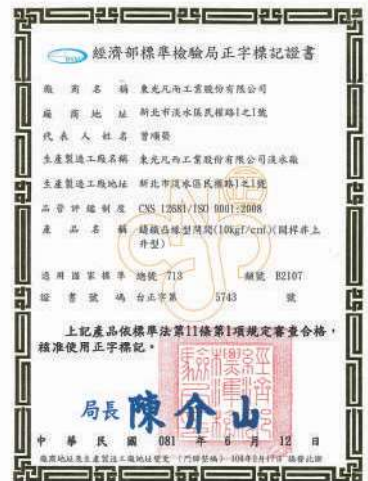 經濟部標準檢驗局正字標記證書
廠商名稱 東光凡而工業股份有限公司
廠商地址 新北市淡水區民權路1之1號
代表人姓名
生產製造工廠名稱 東光凡而工業股份有限公司淡水廠
生產製造工廠地址 新北市淡水區民權路1之1號
品管評鑑制度 CNS 12681/ISO 9001:2008
產品名稱 鑄鐵凸緣型閘閥(10kgf/cm²)(閥桿非上
升型)
適用國家標準 總號 713 類號 B2107
證書號碼 台正字第 5743 號
上記產品依標準法第11條第1項規定審查合格，
核准使用正字標記。
局長 陳介山
中華民國 081 年 6 月 12 日